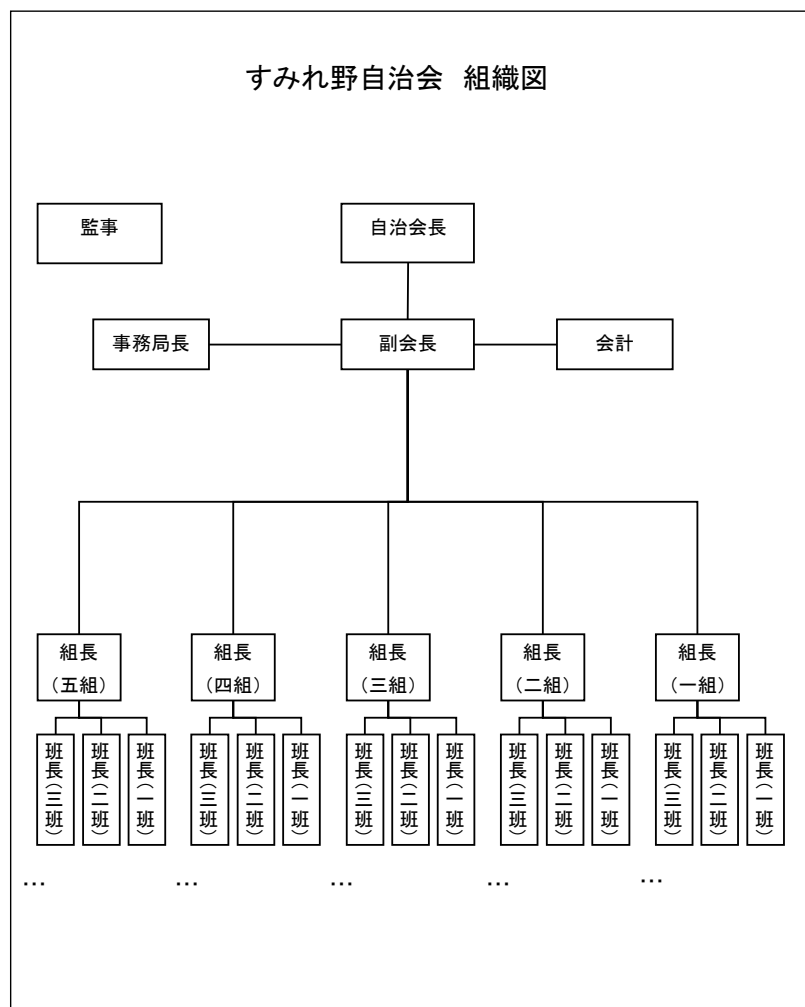 すみれ野自治会 組織図
監事
自治会長
事務局長
副会長
会計
組長
（五組）
組長
（四組）
組長
（三組）
組長
（二組）
組長
（一組）
班長（三班）
班長（二班）
班長（一班）
班長（三班）
班長（二班）
班長（一班）
班長（三班）
班長（二班）
班長（一班）
班長（三班）
班長（二班）
班長（一班）
班長（三班）
班長（二班）
班長（一班）
…
…
…
…
…